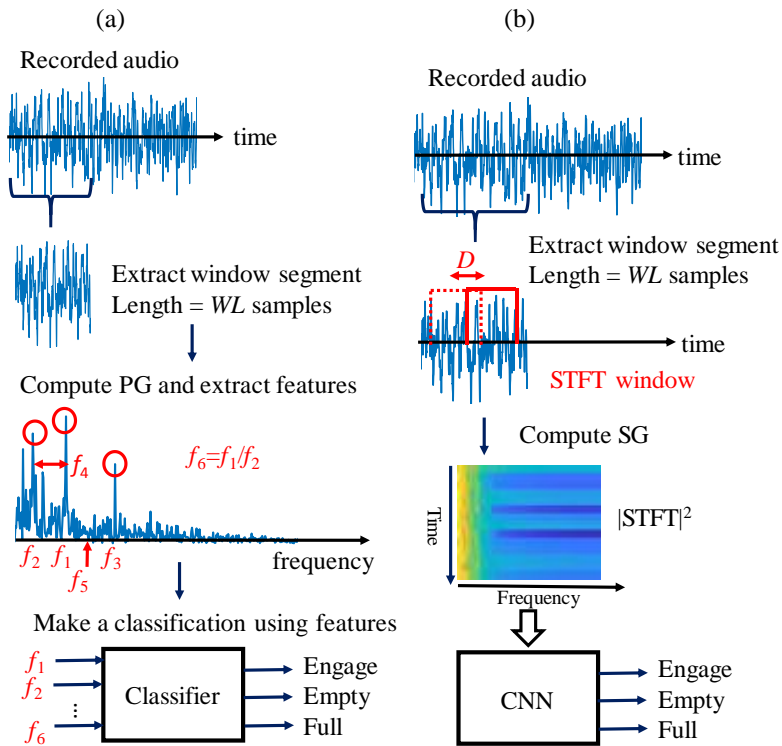 (a)
Recorded audio
time
Extract window segment
Length = WL samples
Compute PG and extract features
f4
f6=f1/f2
f2 f1 f3
frequency
f5
Make a classification using features
f1
f2
...
f6
Classifier
Engage
Empty
Full
(b)
Recorded audio
time
Extract window segment
Length = WL samples
D
time
STFT window
Compute SG
Time
|STFT|²
Frequency
CNN
Engage
Empty
Full